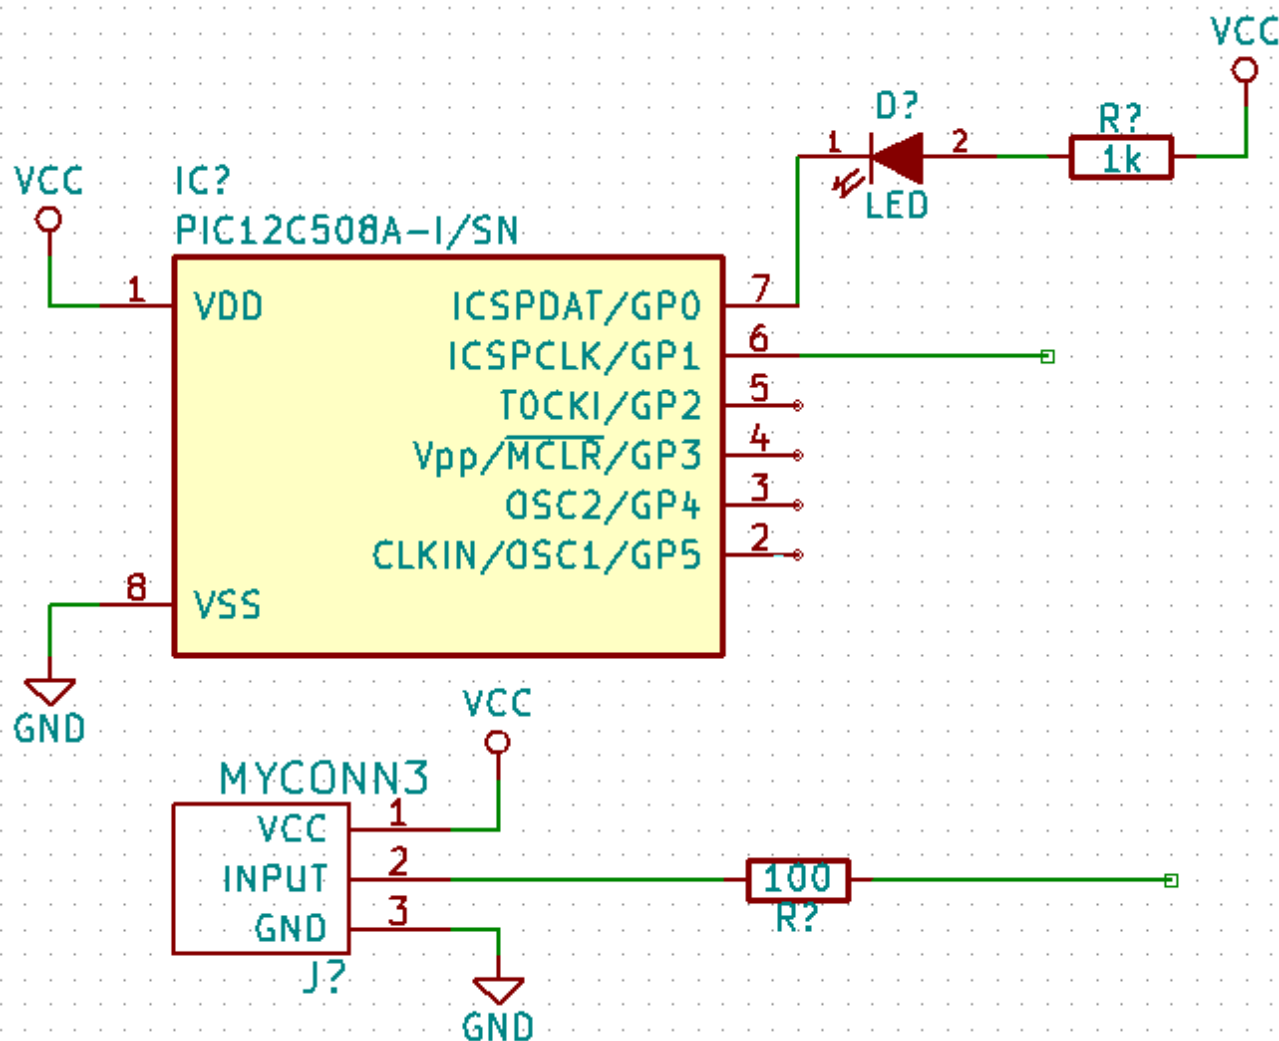 VCC
D?
R?
1 2
1k
LED
VCC
IC?
PIC12C508A-I/SN
1 VDD
ICSPDAT/GP0 7
ICSPCLK/GP1 6
T0CKI/GP2 5
Vpp/MCLR/GP3 4
OSC2/GP4 3
CLKIN/OSC1/GP5 2
8 VSS
GND
VCC
MYCONN3
VCC 1
INPUT 2
GND 3
J?
100
R?
GND